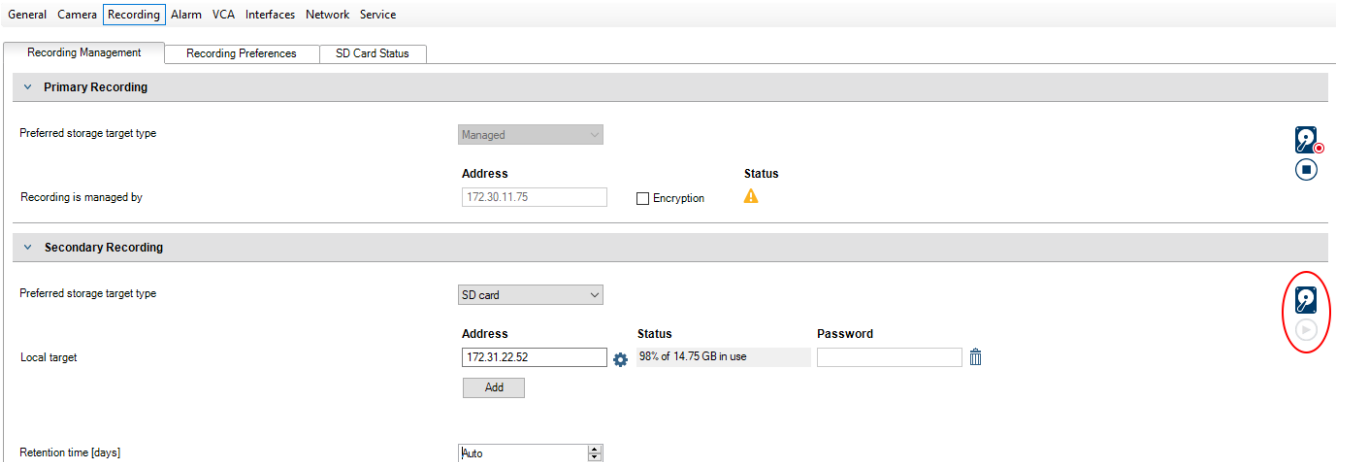 General Camera Recording Alarm VCA Interfaces Network Service
Recording Management Recording Preferences SD Card Status
Primary Recording
Preferred storage target type Managed
Address Status
Recording is managed by 172.30.11.75 Encryption
Secondary Recording
Preferred storage target type SD card
Address Status Password
Local target 172.31.22.52 98% of 14.75 GB in use
Add
Retention time [days] Auto